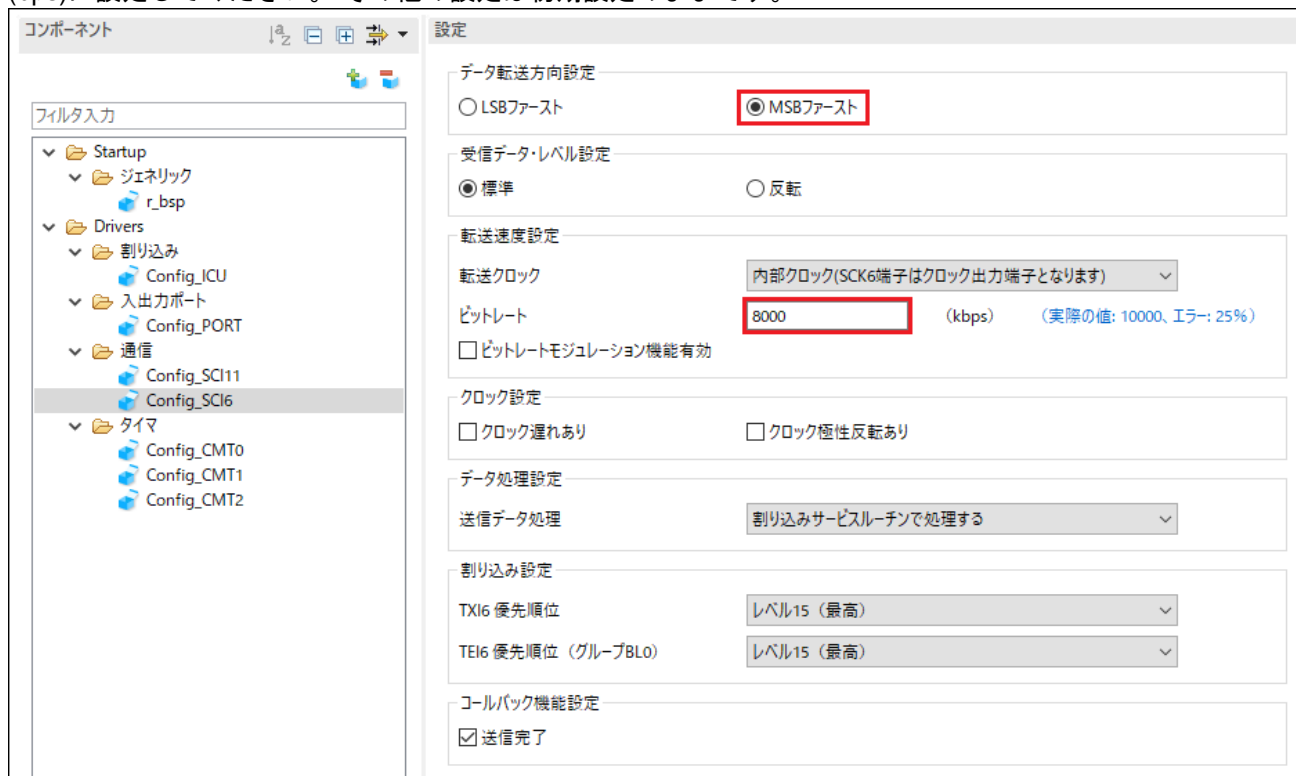 コンポーネント
設定
フィルタ入力
Startup
ジェネリック
r_bsp
Drivers
割り込み
Config_ICU
入出力ポート
Config_PORT
通信
Config_SCI11
Config_SCI6
タイマ
Config_CMT0
Config_CMT1
Config_CMT2
データ転送方向設定
LSBファースト MSBファースト
受信データ・レベル設定
標準 反転
転送速度設定
転送クロック 内部クロック(SCK6端子はクロック出力端子となります)
ビットレート 8000 (kbps) (実際の値: 10000、エラー: 25%)
ビットレートモジュレーション機能有効
クロック設定
クロック遅れあり クロック極性反転あり
データ処理設定
送信データ処理 割り込みサービスルーチンで処理する
割り込み設定
TXI6 優先順位 レベル15（最高）
TEI6 優先順位（グループBL0） レベル15（最高）
コールバック機能設定
送信完了